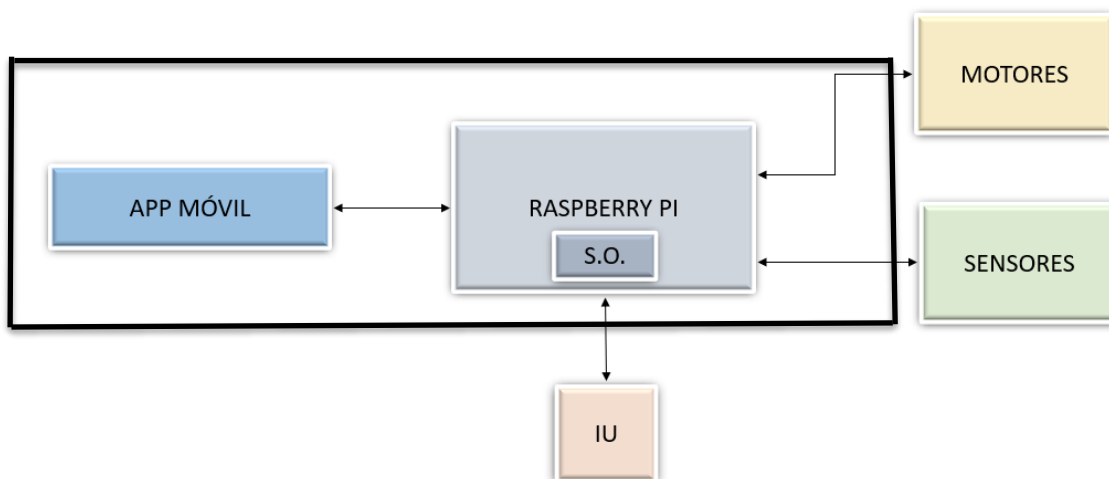 MOTORES
APP MÓVIL
RASPBERRY PI
S.O.
SENSORES
IU